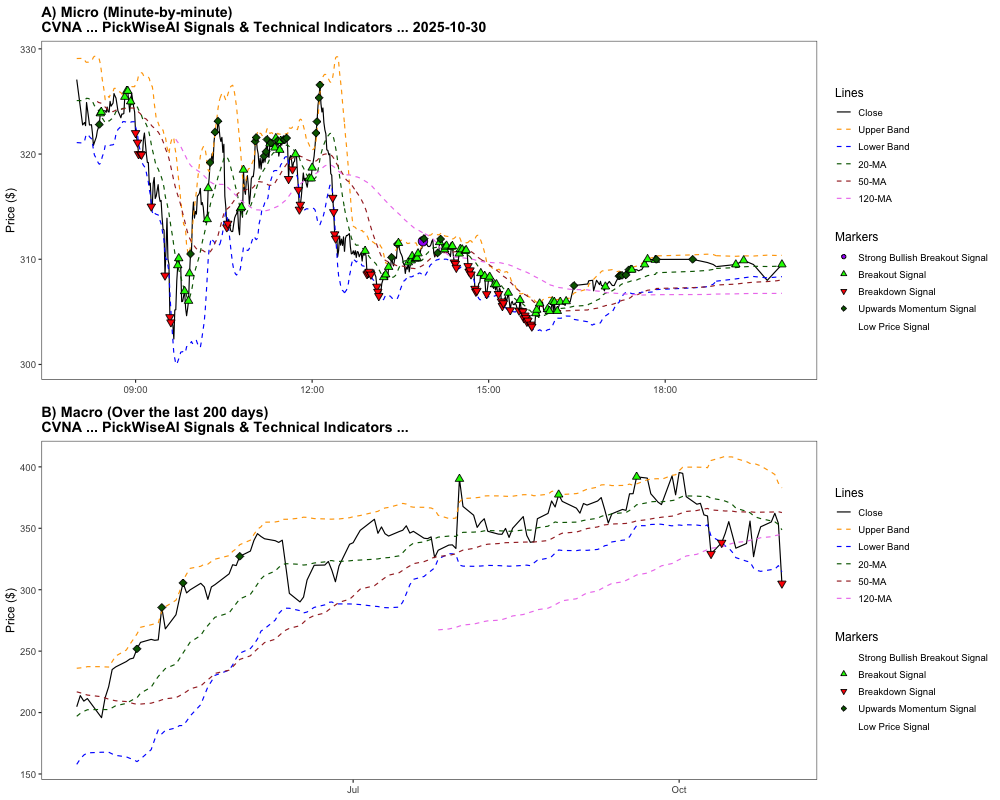 A) Micro (Minute-by-minute)
CVNA ... PickWiseAI Signals & Technical Indicators ... 2025-10-30
Price ($)
330
320
310
300
09:00
12:00
15:00
18:00
Lines
Close
Upper Band
Lower Band
20-MA
50-MA
120-MA
Markers
Strong Bullish Breakout Signal
Breakout Signal
Breakdown Signal
Upwards Momentum Signal
Low Price Signal
B) Macro (Over the last 200 days)
CVNA ... PickWiseAI Signals & Technical Indicators ...
Price ($)
400
350
300
250
200
150
Jul
Oct
Lines
Close
Upper Band
Lower Band
20-MA
50-MA
120-MA
Markers
Strong Bullish Breakout Signal
Breakout Signal
Breakdown Signal
Upwards Momentum Signal
Low Price Signal